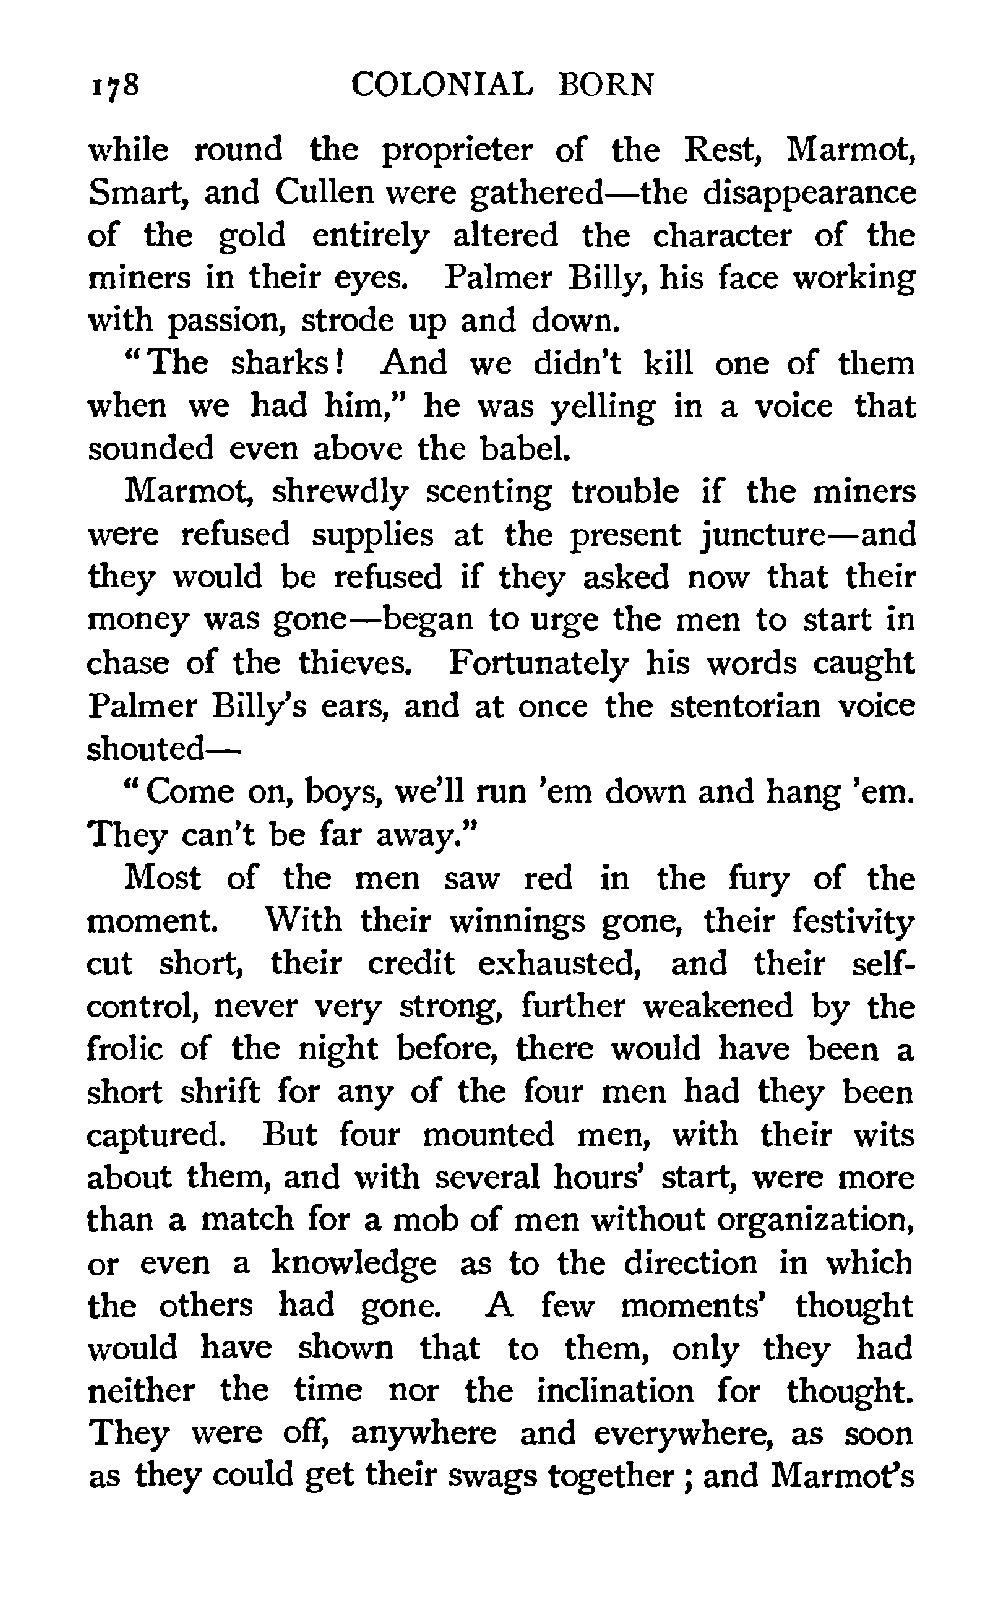 178 COLONIAL BORN
while round the proprieter of the Rest, Marmot,
Smart, and Cullen were gathered—the disappearance
of the gold entirely altered the character of the
miners in their eyes. Palmer Billy, his face working
with passion, strode up and down.
“The sharks! And we didn’t kill one of them
when we had him,” he was yelling in a voice that
sounded even above the babel.
Marmot, shrewdly scenting trouble if the miners
were refused supplies at the present juncture—and
they would be refused if they asked now that their
money was gone—began to urge the men to start in
chase of the thieves. Fortunately his words caught
Palmer Billy’s ears, and at once the stentorian voice
shouted—
“Come on, boys, we’ll run ’em down and hang ’em.
They can’t be far away.”
Most of the men saw red in the fury of the
moment. With their winnings gone, their festivity
cut short, their credit exhausted, and their self-
control, never very strong, further weakened by the
frolic of the night before, there would have been a
short shrift for any of the four men had they been
captured. But four mounted men, with their wits
about them, and with several hours’ start, were more
than a match for a mob of men without organization,
or even a knowledge as to the direction in which
the others had gone. A few moments’ thought
would have shown that to them, only they had
neither the time nor the inclination for thought.
They were off, anywhere and everywhere, as soon
as they could get their swags together; and Marmot’s